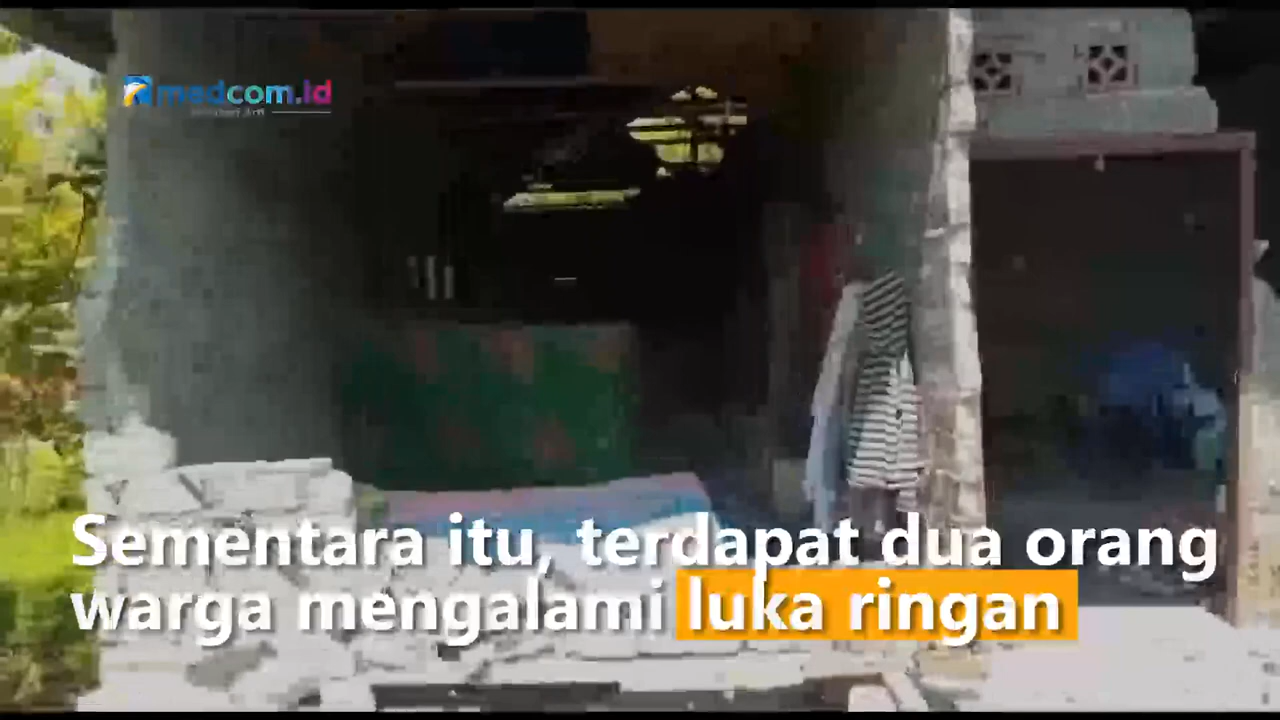 medcom.id
Sementara itu, terdapat dua orang
warga mengalami luka ringan